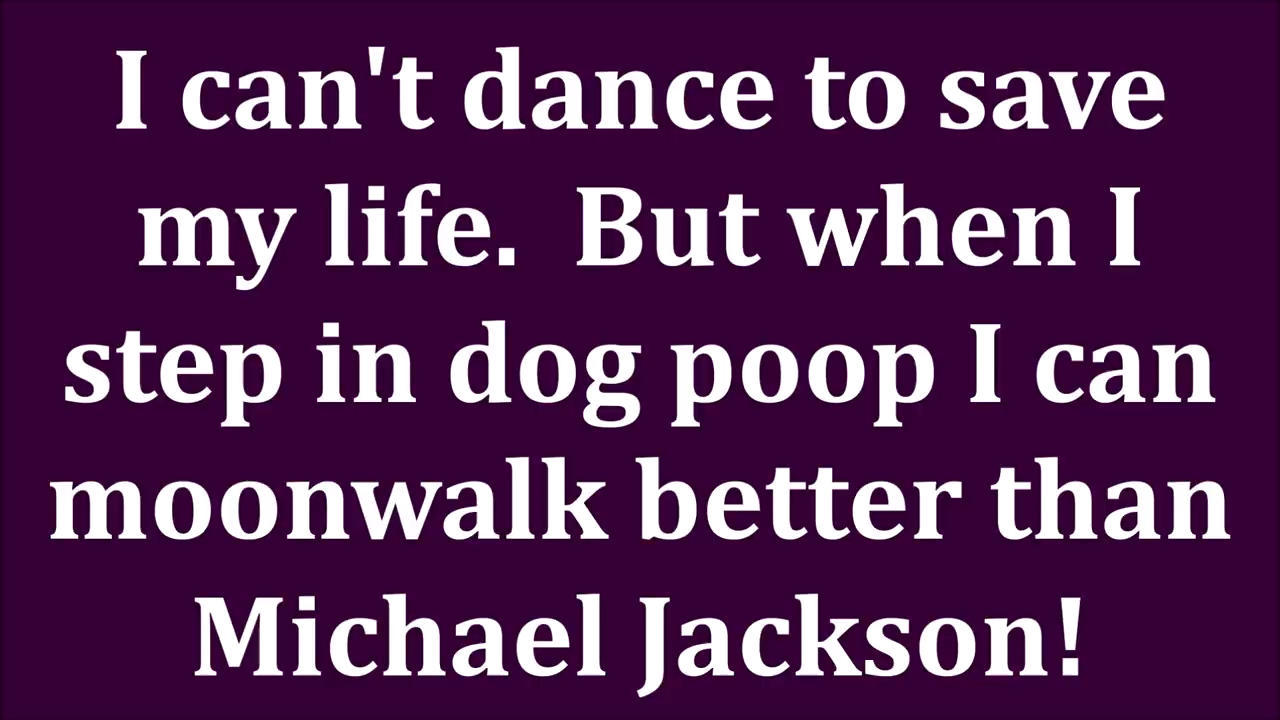 I can't dance to save
my life.  But when I
step in dog poop I can
moonwalk better than
Michael Jackson!